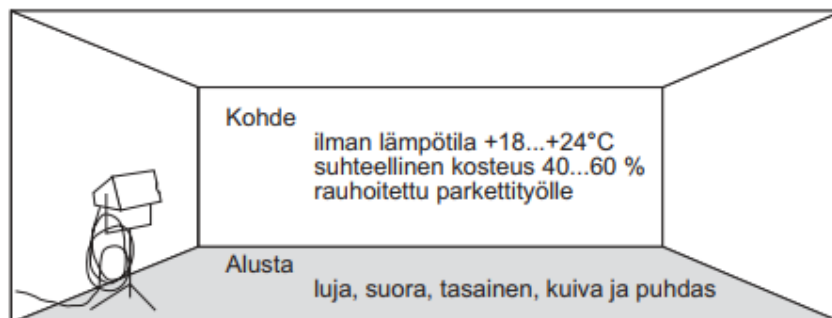 Kohde
ilman lämpötila +18...+24°C
suhteellinen kosteus 40...60 %
rauhoitettu parkettityölle
Alusta
luja, suora, tasainen, kuiva ja puhdas